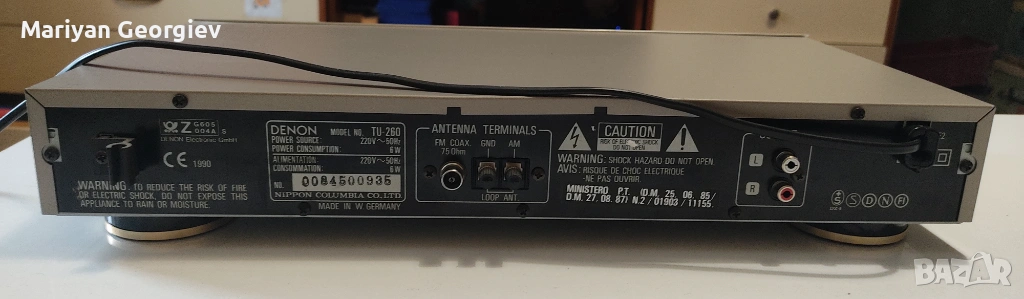 Mariyan Georgiev
Z G605
004A S
DENON Electronic GmbH
CE 1990
WARNING: TO REDUCE THE RISK OF FIRE
OR ELECTRIC SHOCK, DO NOT EXPOSE THIS
APPLIANCE TO RAIN OR MOISTURE.
DENON MODEL NO. TU-260
POWER SOURCE: 220V~50Hz
POWER CONSUMPTION: 6W
ALIMENTATION: 220V~50Hz
CONSOMMATION: 6W
NO. 0084500935
NIPPON COLUMBIA CO., LTD
MADE IN W. GERMANY
ANTENNA TERMINALS
FM COAX. GND AM
75 Ohm
LOOP ANT.
CAUTION
RISK OF ELECTRIC SHOCK
DO NOT OPEN
WARNING: SHOCK HAZARD DO NOT OPEN
AVIS: RISQUE DE CHOC ELECTRIQUE
-NE PAS OUVRIR.
MINISTERO P.T. (D.M. 25. 06. 85/
D.M. 27. 08. 87) N.2 / 01903 / 11155
L
R
S D N FI
BAZAR